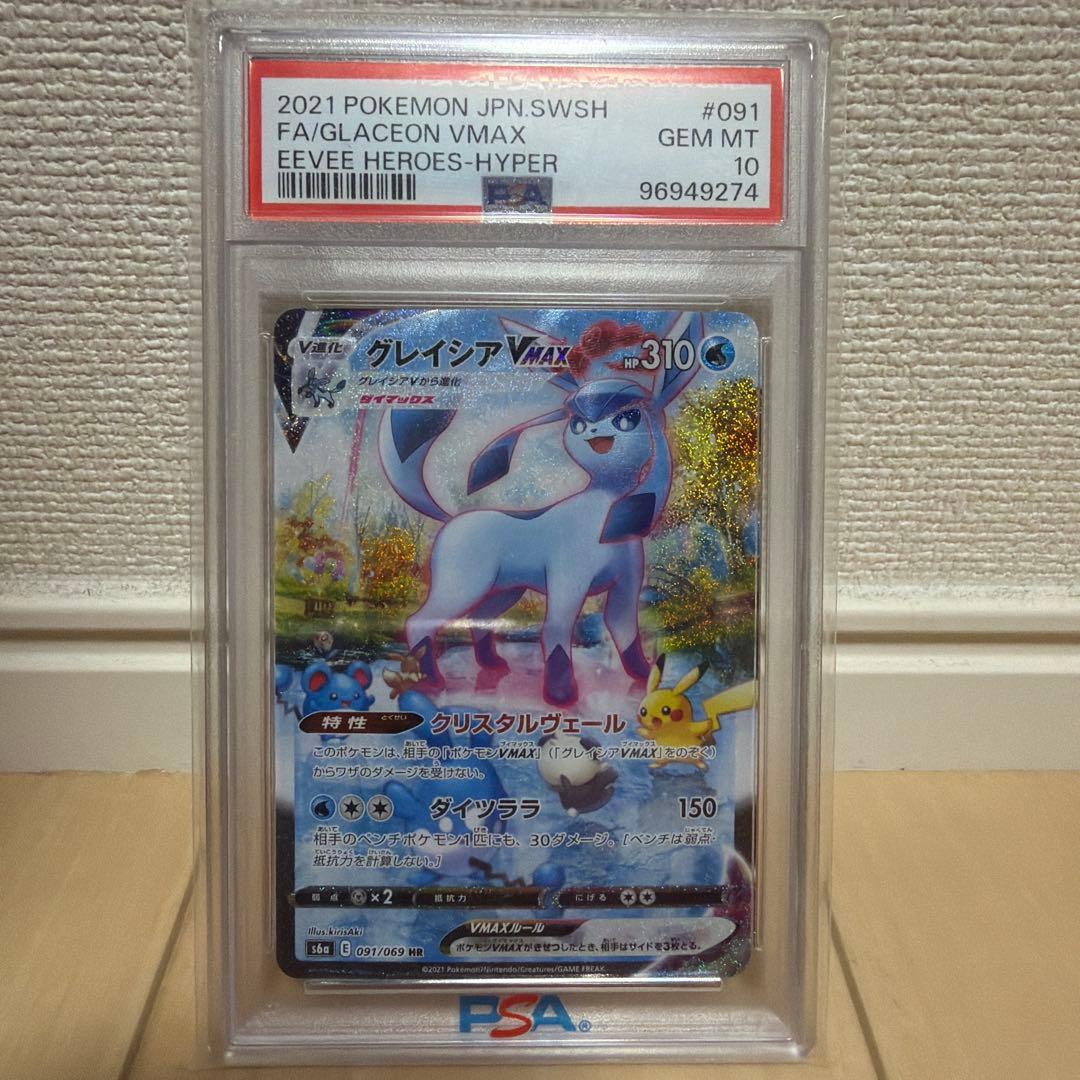 2021 POKEMON JPN.SWSH #091
FA/GLACEON VMAX GEM MT
EEVEE HEROES-HYPER 10
96949274
PSA
V進化 グレイシアVMAX HP310
グレイシアVから進化
ダイマックス
特性 とくせい クリスタルヴェール
このポケモンは、相手の「ポケモンVMAX」（「グレイシアVMAX」をのぞく）
からワザのダメージを受けない。
ダイツララ 150
相手のベンチポケモン1匹にも、30ダメージ。［ベンチは弱点・
抵抗力を計算しない。］
弱点 ×2 抵抗力 にげる
Illus.kirisAki
VMAXルール
s6a E 091/069 HR ポケモンVMAXがきぜつしたとき、相手はサイドを3枚とる。
©2021 Pokémon/Nintendo/Creatures/GAME FREAK
PSA®